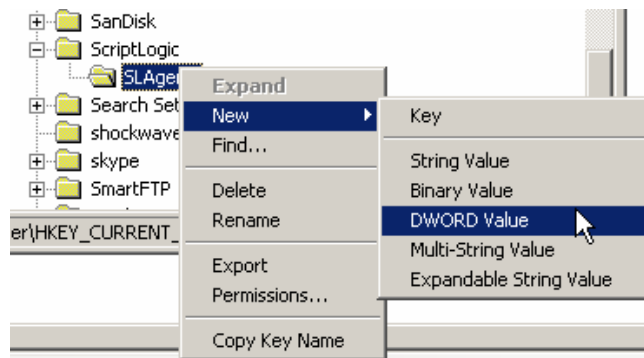 SanDisk
ScriptLogic
SLAge
Search Set
shockwave
skype
SmartFTP
er\HKEY_CURRENT_
Expand
New
Find...
Delete
Rename
Export
Permissions...
Copy Key Name
Key
String Value
Binary Value
DWORD Value
Multi-String Value
Expandable String Value